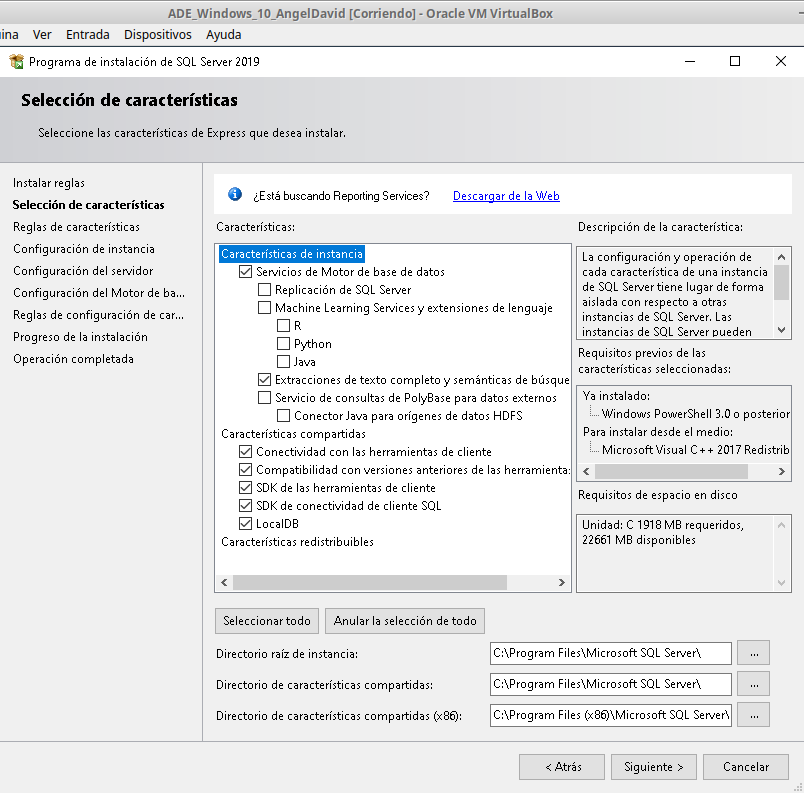 ADE_Windows_10_AngelDavid [Corriendo] - Oracle VM VirtualBox
ina Ver Entrada Dispositivos Ayuda
Programa de instalación de SQL Server 2019
Selección de características
Seleccione las características de Express que desea instalar.
Instalar reglas
Selección de características
Reglas de características
Configuración de instancia
Configuración del servidor
Configuración del Motor de ba...
Reglas de configuración de car...
Progreso de la instalación
Operación completada
¿Está buscando Reporting Services? Descargar de la Web
Características:
Características de instancia
Servicios de Motor de base de datos
Replicación de SQL Server
Machine Learning Services y extensiones de lenguaje
R
Python
Java
Extracciones de texto completo y semánticas de búsque
Servicio de consultas de PolyBase para datos externos
Conector Java para orígenes de datos HDFS
Características compartidas
Conectividad con las herramientas de cliente
Compatibilidad con versiones anteriores de las herramienta:
SDK de las herramientas de cliente
SDK de conectividad de cliente SQL
LocalDB
Características redistribuibles
Descripción de la característica:
La configuración y operación de
cada característica de una instancia
de SQL Server tiene lugar de forma
aislada con respecto a otras
instancias de SQL Server. Las
instancias de SQL Server pueden
Requisitos previos de las
características seleccionadas:
Ya instalado:
Windows PowerShell 3.0 o posterior
Para instalar desde el medio:
Microsoft Visual C++ 2017 Redistrib
Requisitos de espacio en disco
Unidad: C 1918 MB requeridos,
22661 MB disponibles
Seleccionar todo Anular la selección de todo
Directorio raíz de instancia: C:\Program Files\Microsoft SQL Server\ ...
Directorio de características compartidas: C:\Program Files\Microsoft SQL Server\ ...
Directorio de características compartidas (x86): C:\Program Files (x86)\Microsoft SQL Server\ ...
< Atrás Siguiente > Cancelar